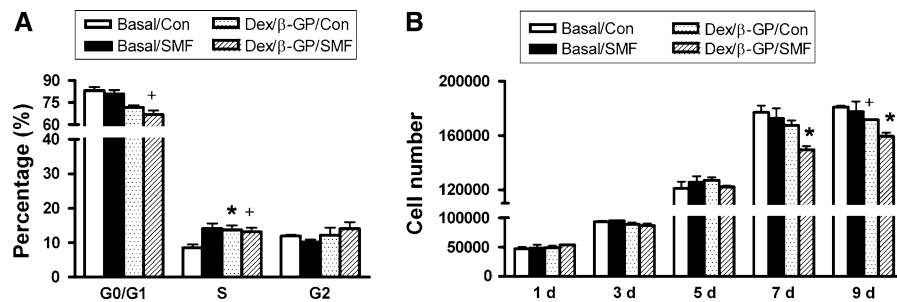 A
Basal/Con
Dex/β-GP/Con
Basal/SMF
Dex/β-GP/SMF
Percentage (%)
90
75
60
40
30
20
10
0
+
*
+
G0/G1
S
G2
B
Basal/Con
Dex/β-GP/Con
Basal/SMF
Dex/β-GP/SMF
Cell number
200000
160000
120000
100000
50000
0
*
+
*
1 d
3 d
5 d
7 d
9 d